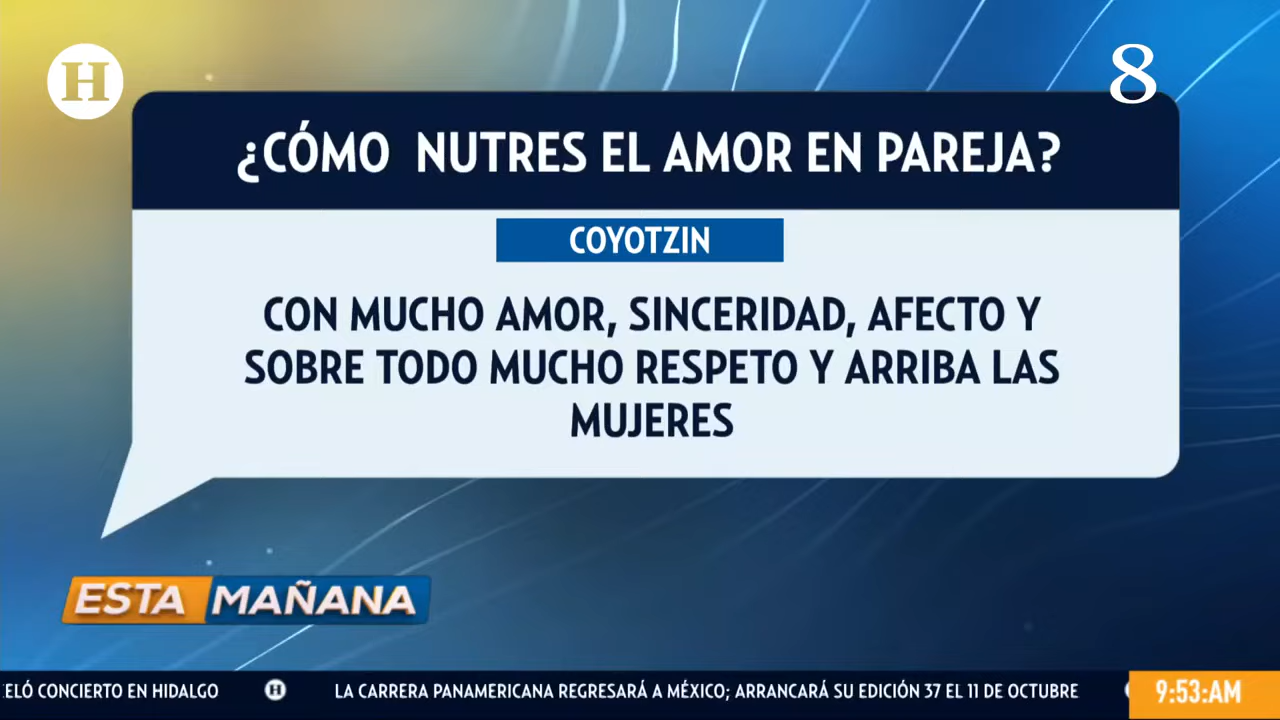 H
8
¿CÓMO NUTRES EL AMOR EN PAREJA?
COYOTZIN
CON MUCHO AMOR, SINCERIDAD, AFECTO Y
SOBRE TODO MUCHO RESPETO Y ARRIBA LAS
MUJERES
ESTA MAÑANA
ELÓ CONCIERTO EN HIDALGO H LA CARRERA PANAMERICANA REGRESARÁ A MÉXICO; ARRANCARÁ SU EDICIÓN 37 EL 11 DE OCTUBRE
9:53:AM